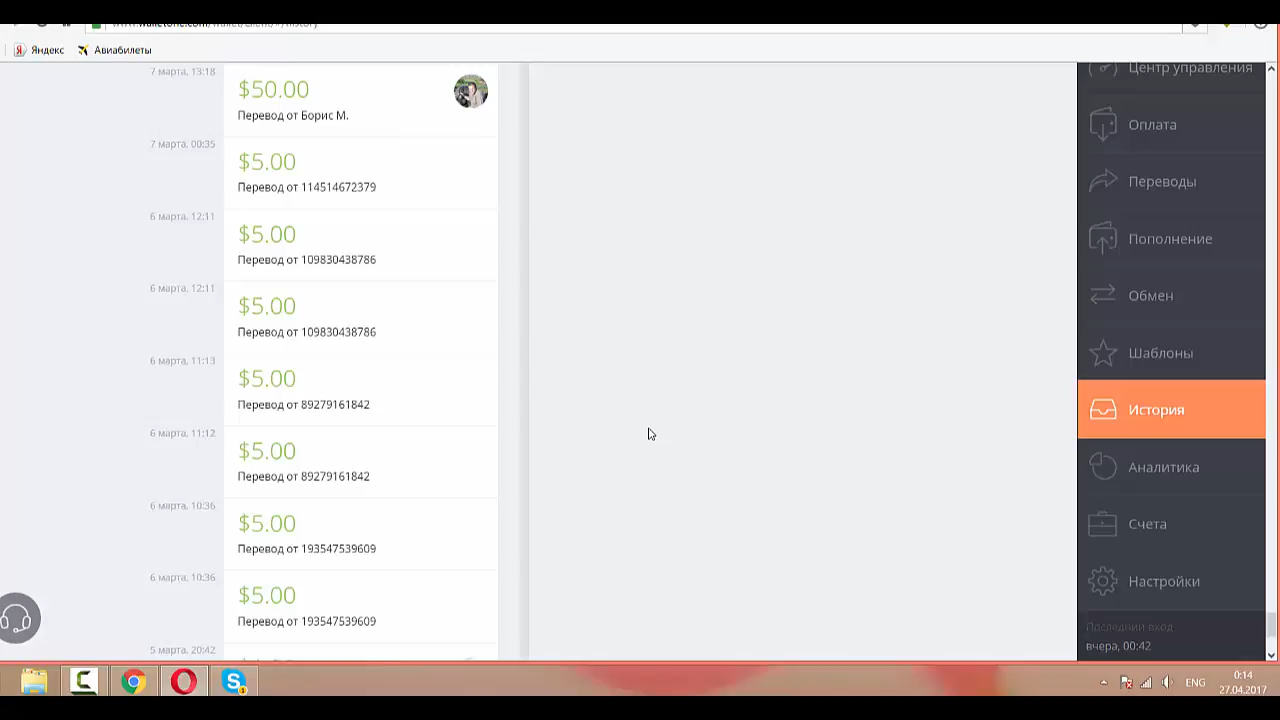 Яндекс Авиабилеты
7 марта, 13:18
$50.00
Перевод от Борис М.
7 марта, 00:35
$5.00
Перевод от 114514672379
6 марта, 12:11
$5.00
Перевод от 109830438786
6 марта, 12:11
$5.00
Перевод от 109830438786
6 марта, 11:13
$5.00
Перевод от 89279161842
6 марта, 11:12
$5.00
Перевод от 89279161842
6 марта, 10:36
$5.00
Перевод от 193547539609
6 марта, 10:36
$5.00
Перевод от 193547539609
5 марта, 20:42
Центр управления
Оплата
Переводы
Пополнение
Обмен
Шаблоны
История
Аналитика
Счета
Настройки
Последний вход
вчера, 00:42
ENG
0:14
27.04.2017